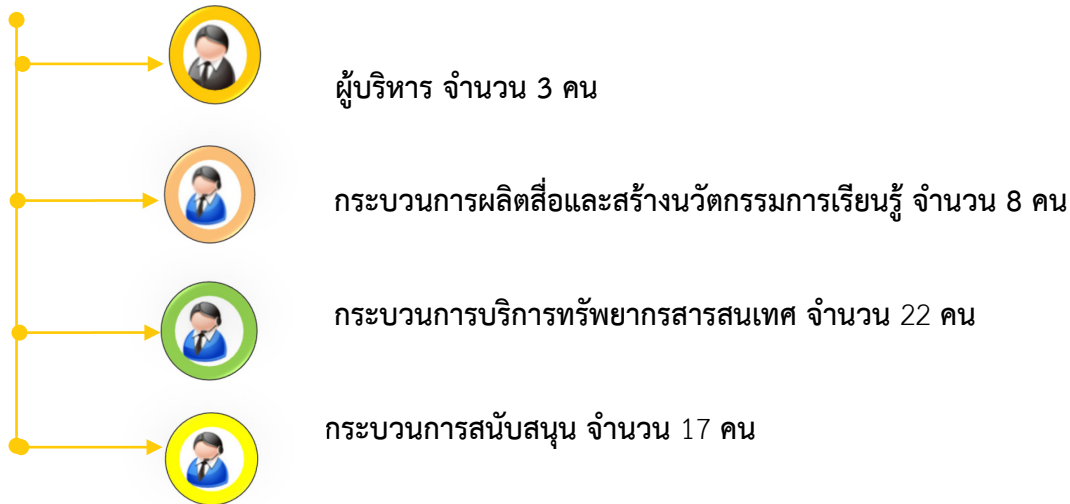 ผู้บริหาร จำนวน 3 คน
กระบวนการผลิตสื่อและสร้างนวัตกรรมการเรียนรู้ จำนวน 8 คน
กระบวนการบริการทรัพยากรสารสนเทศ จำนวน 22 คน
กระบวนการสนับสนุน จำนวน 17 คน